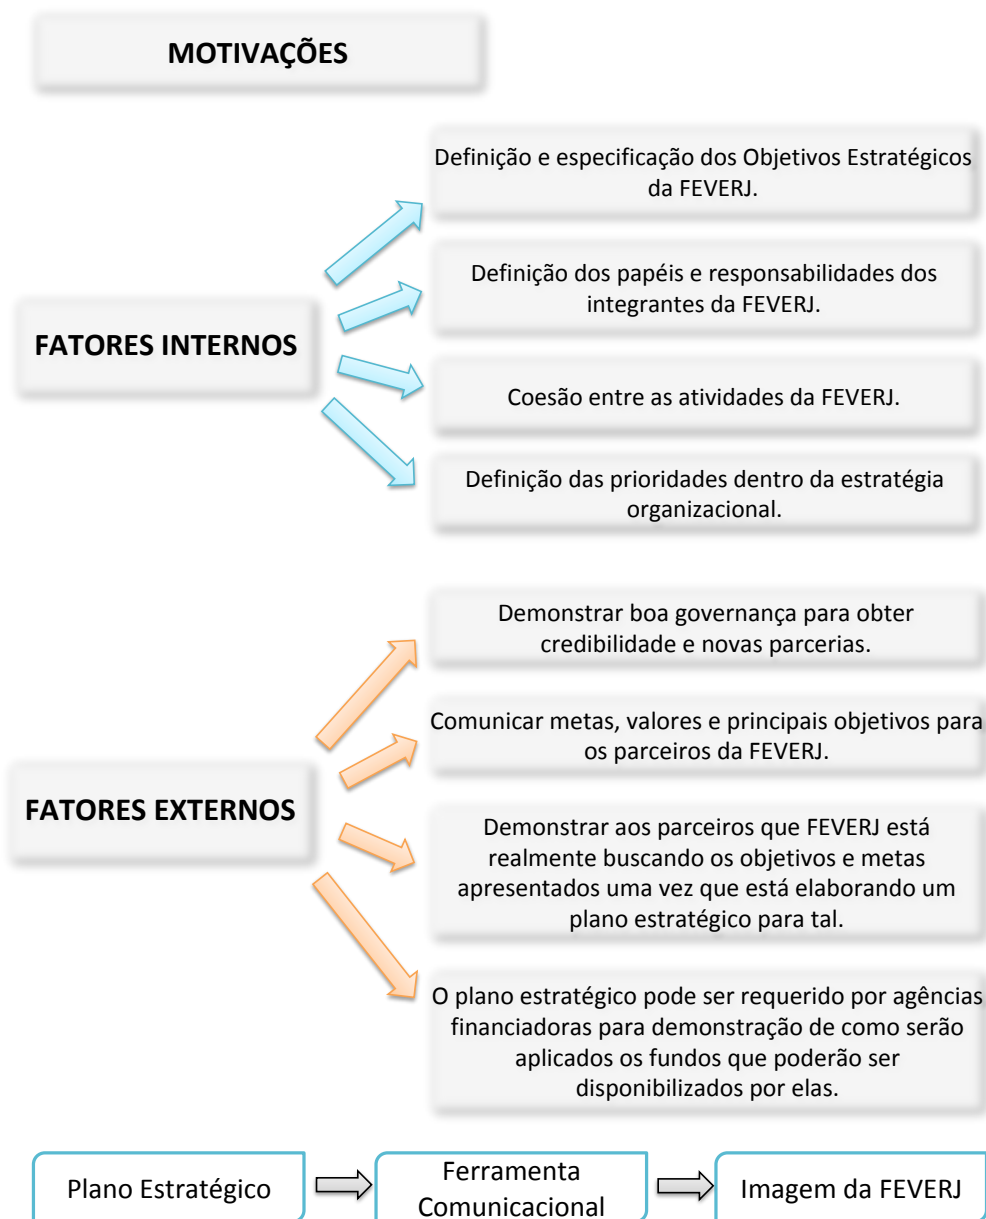 MOTIVAÇÕES
Definição e especificação dos Objetivos Estratégicos
da FEVERJ.
Definição dos papéis e responsabilidades dos
integrantes da FEVERJ.
FATORES INTERNOS
Coesão entre as atividades da FEVERJ.
Definição das prioridades dentro da estratégia
organizacional.
Demonstrar boa governança para obter
credibilidade e novas parcerias.
Comunicar metas, valores e principais objetivos para
os parceiros da FEVERJ.
FATORES EXTERNOS
Demonstrar aos parceiros que FEVERJ está
realmente buscando os objetivos e metas
apresentados uma vez que está elaborando um
plano estratégico para tal.
O plano estratégico pode ser requerido por agências
financiadoras para demonstração de como serão
aplicados os fundos que poderão ser
disponibilizados por elas.
Plano Estratégico
Ferramenta
Comunicacional
Imagem da FEVERJ